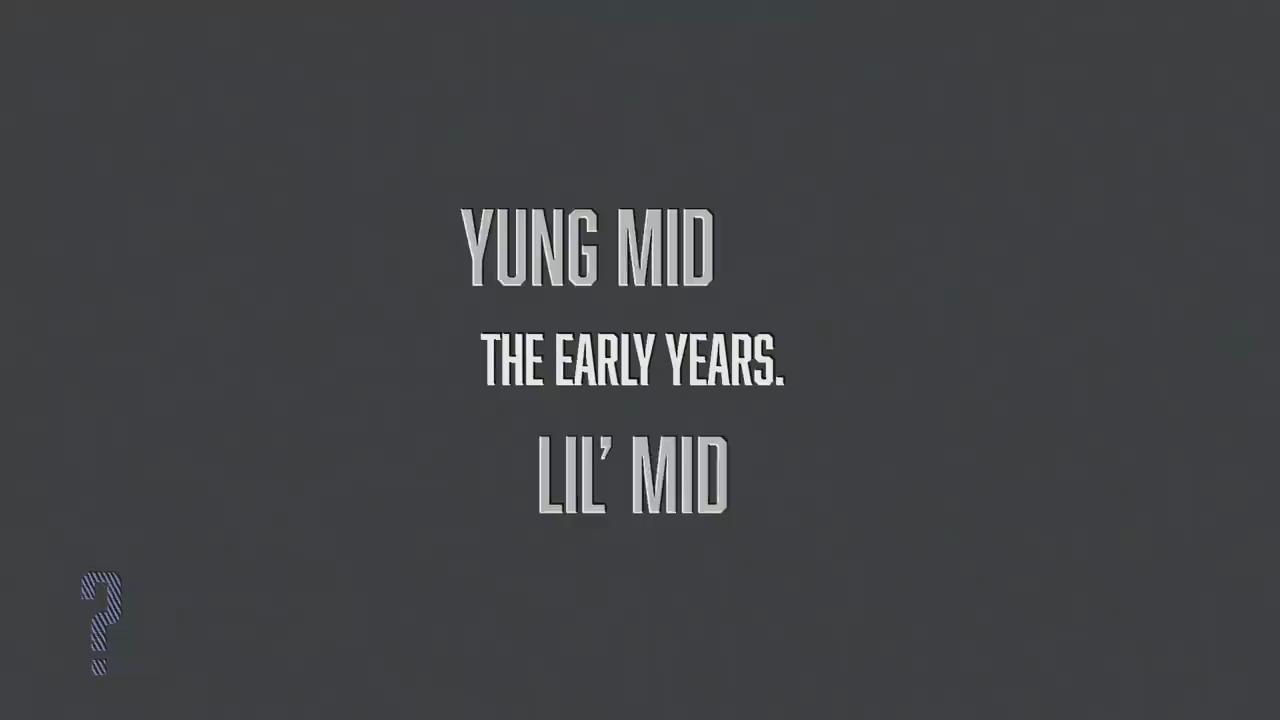 YUNG MID
THE EARLY YEARS.
LIL’ MID
?